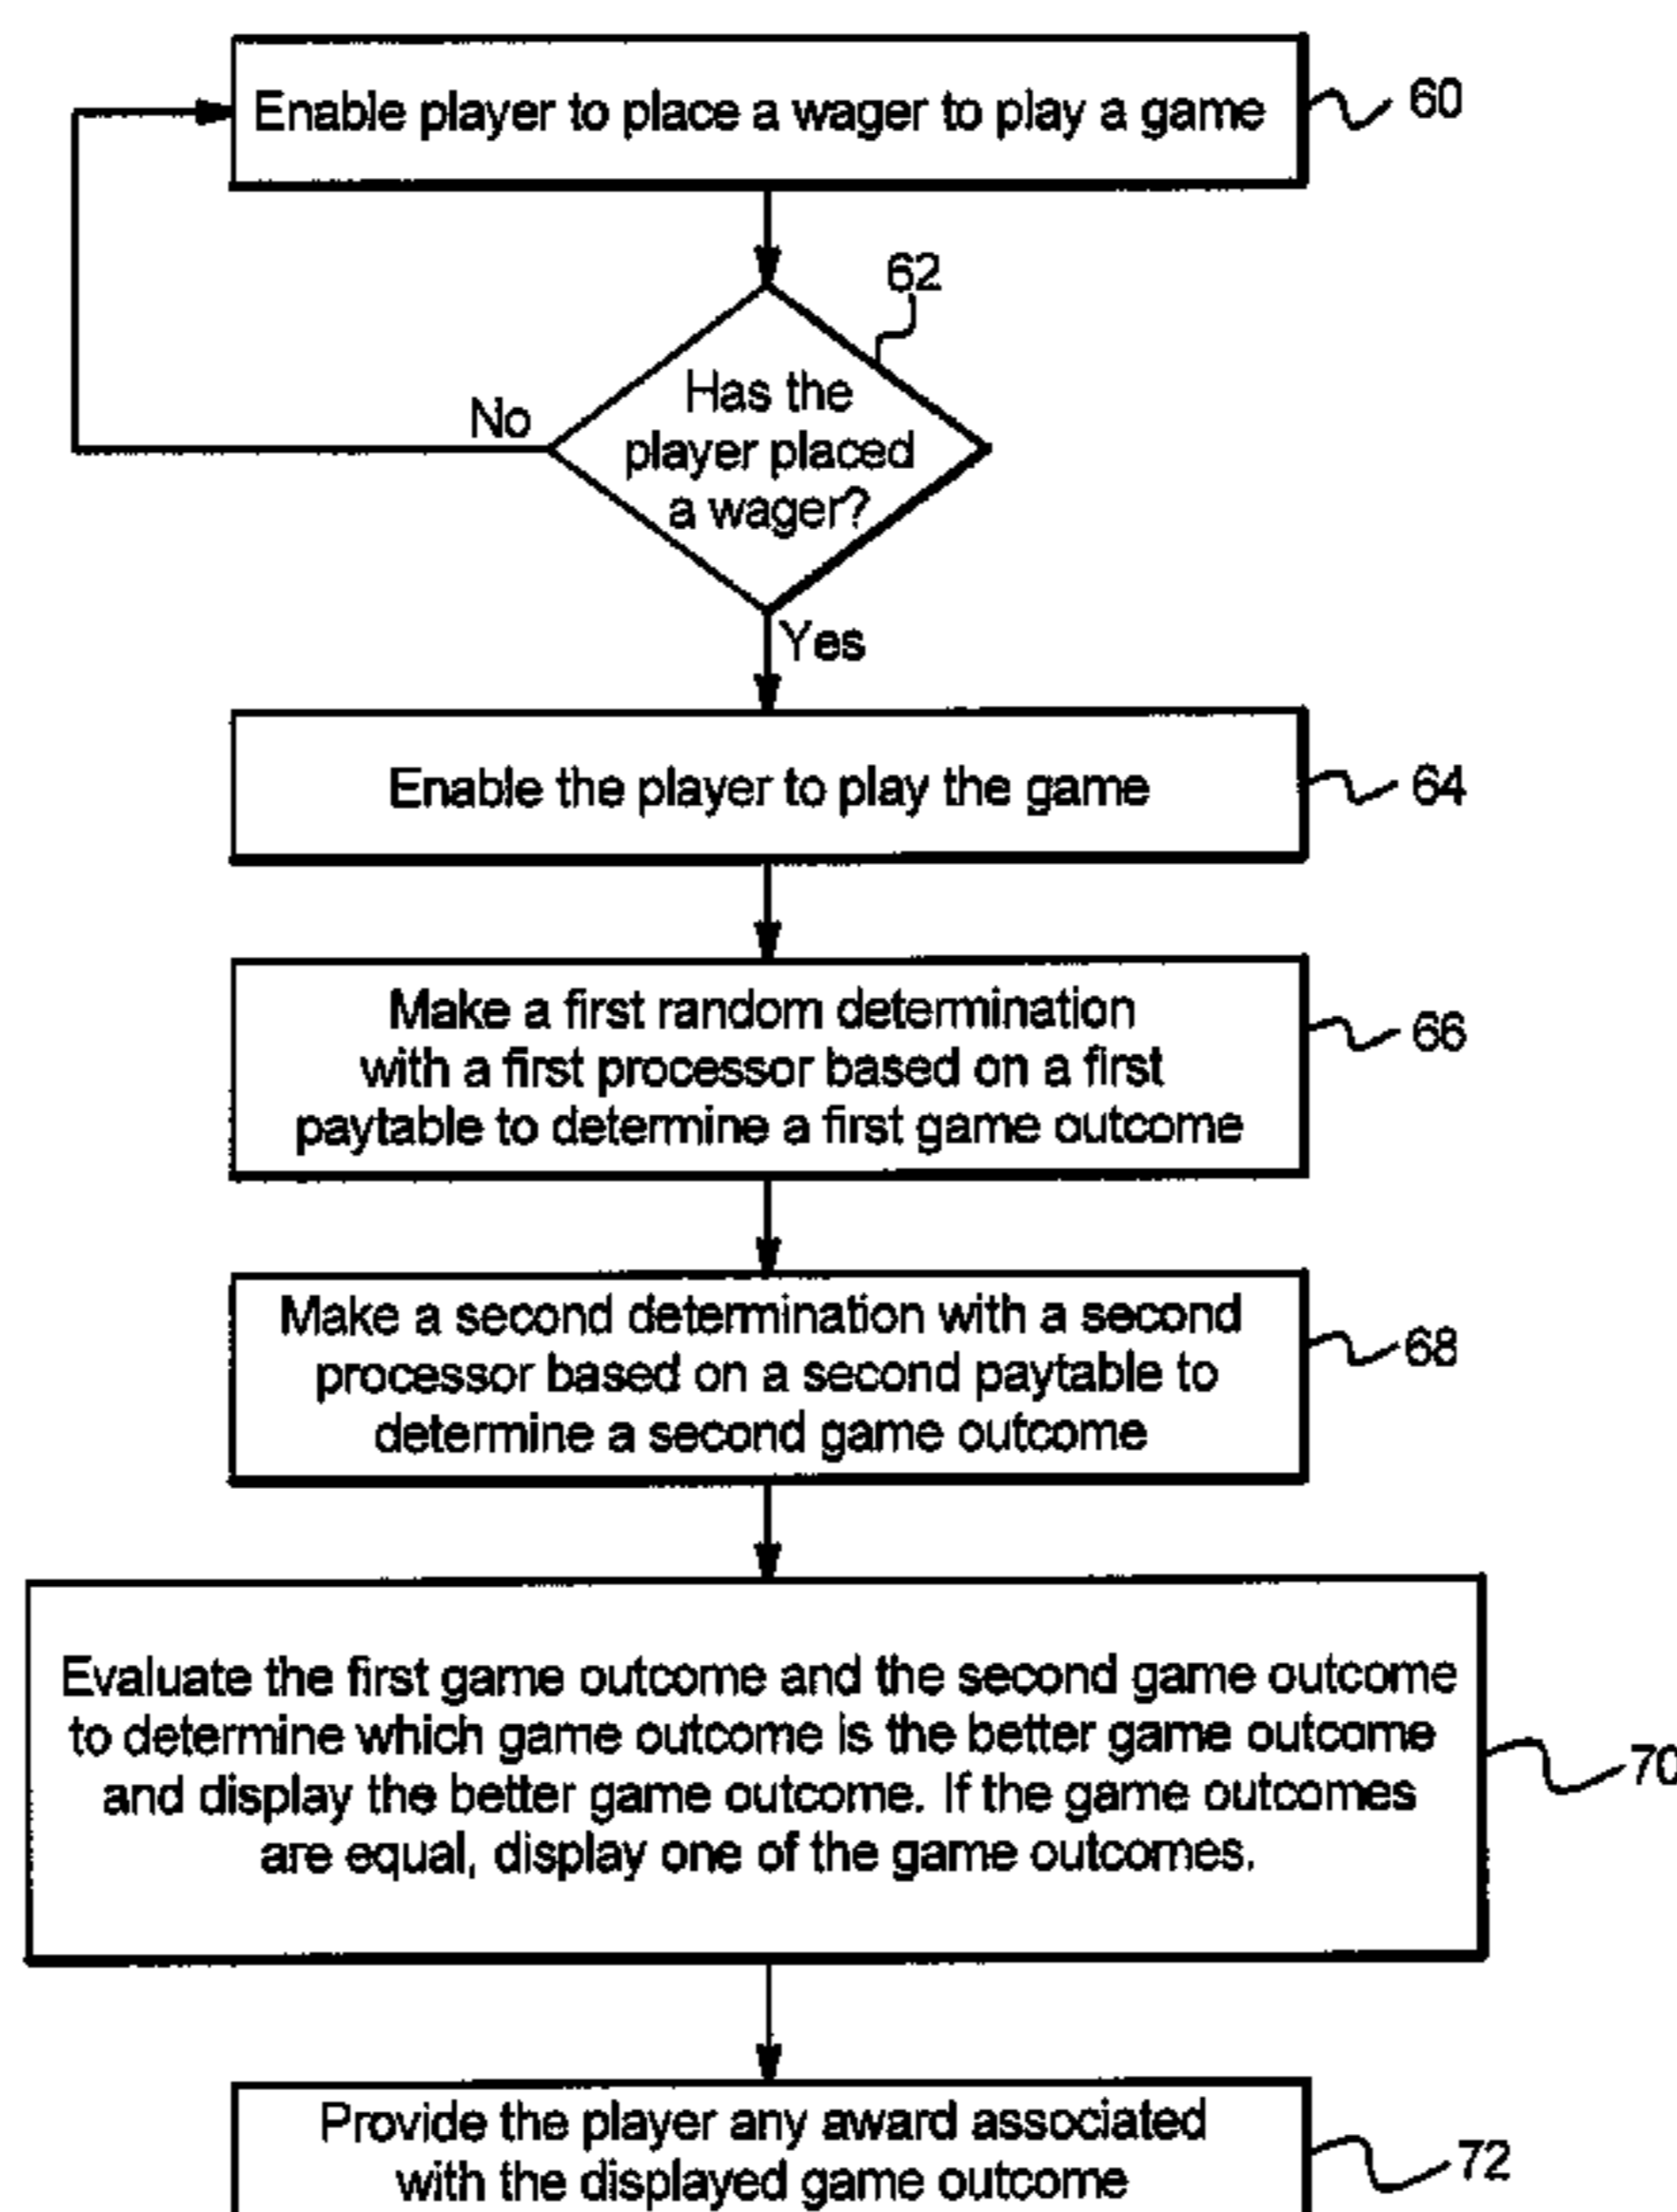 Enable player to place a wager to play a game
60
62
Has the
player placed
a wager?
No
Yes
Enable the player to play the game
64
Make a first random determination
with a first processor based on a first
paytable to determine a first game outcome
66
Make a second determination with a second
processor based on a second paytable to
determine a second game outcome
68
Evaluate the first game outcome and the second game outcome
to determine which game outcome is the better game outcome
and display the better game outcome. If the game outcomes
are equal, display one of the game outcomes.
70
Provide the player any award associated
with the displayed game outcome
72